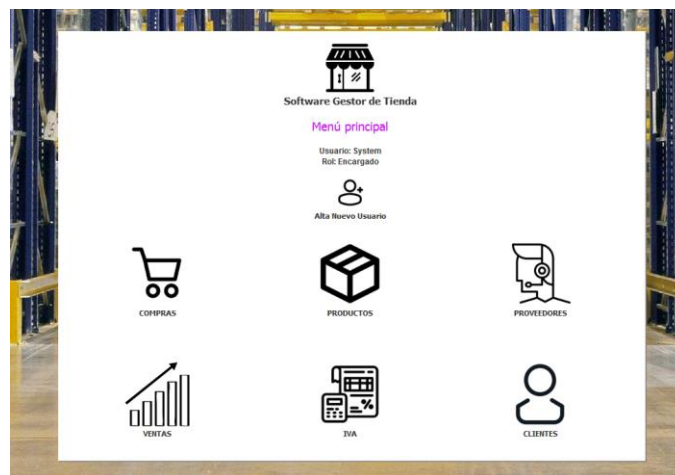 Software Gestor de Tienda
Menú principal
Usuario: System
Rol: Encargado
Alta Nuevo Usuario
COMPRAS
PRODUCTOS
PROVEEDORES
VENTAS
IVA
CLIENTES